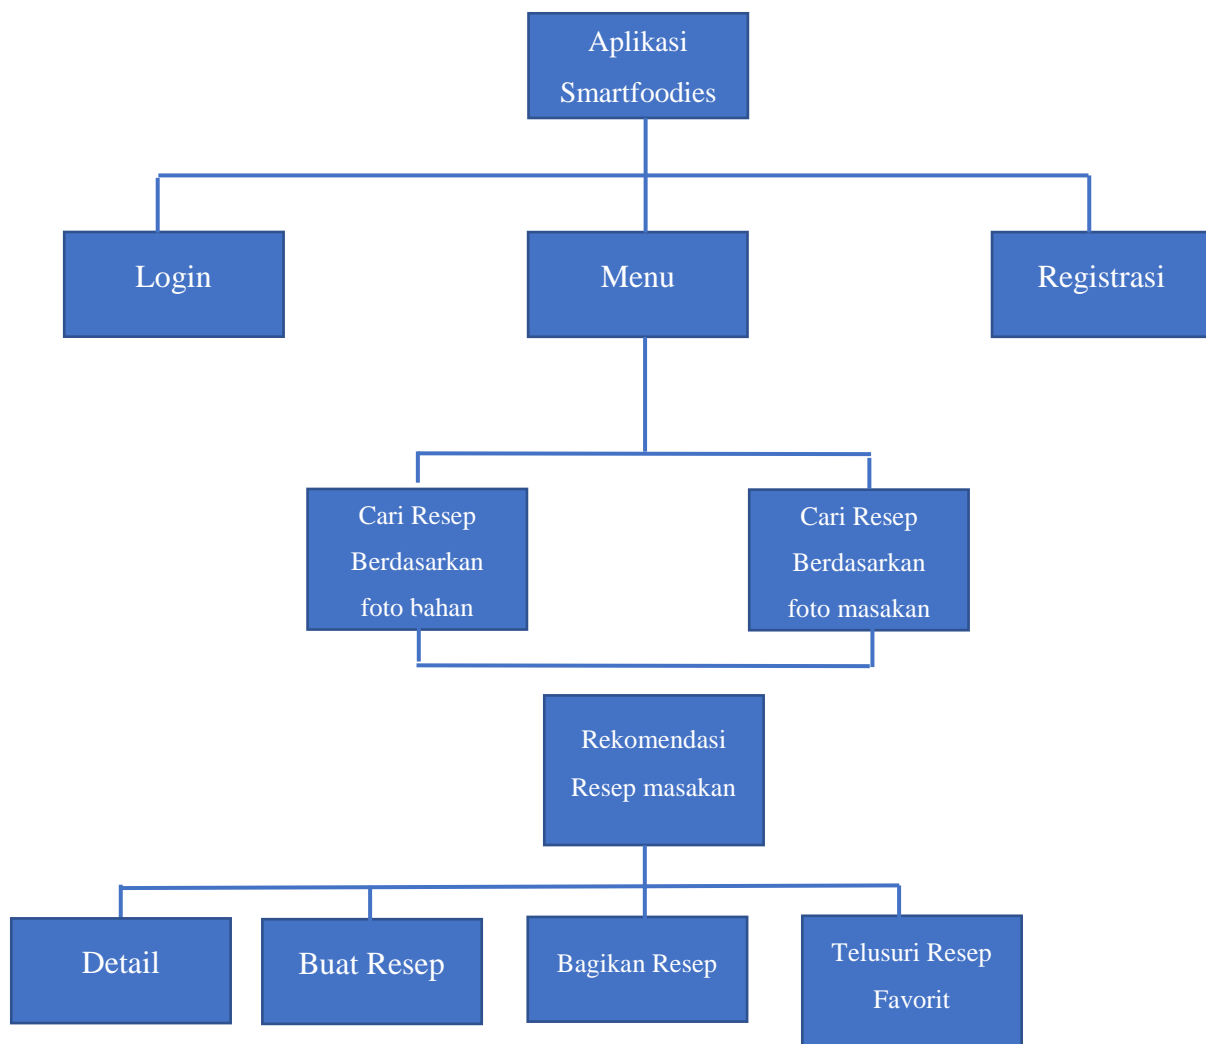 Aplikasi
Smartfoodies
Login
Menu
Registrasi
Cari Resep
Berdasarkan
foto bahan
Cari Resep
Berdasarkan
foto masakan
Rekomendasi
Resep masakan
Detail
Buat Resep
Bagikan Resep
Telusuri Resep
Favorit